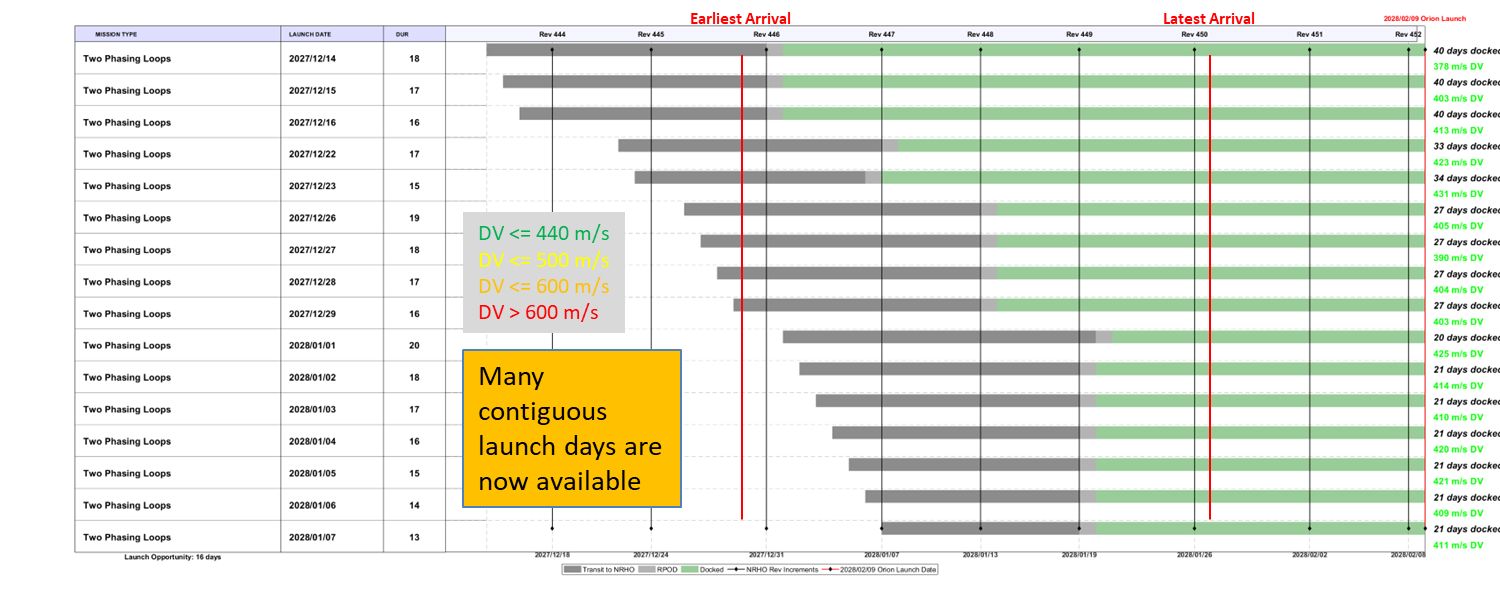 Earliest Arrival
Latest Arrival
2028/02/09 Orion Launch
MISSION TYPE LAUNCH DATE DUR Rev 444 Rev 445 Rev 446 Rev 447 Rev 448 Rev 449 Rev 450 Rev 451 Rev 452
Two Phasing Loops 2027/12/14 18 40 days docked
378 m/s DV
Two Phasing Loops 2027/12/15 17 40 days docked
403 m/s DV
Two Phasing Loops 2027/12/16 16 40 days docked
413 m/s DV
Two Phasing Loops 2027/12/22 17 33 days docked
423 m/s DV
Two Phasing Loops 2027/12/23 15 34 days docked
431 m/s DV
Two Phasing Loops 2027/12/26 19 27 days docked
405 m/s DV
Two Phasing Loops 2027/12/27 18 27 days docked
390 m/s DV
Two Phasing Loops 2027/12/28 17 27 days docked
404 m/s DV
Two Phasing Loops 2027/12/29 16 27 days docked
403 m/s DV
Two Phasing Loops 2028/01/01 20 20 days docked
425 m/s DV
Two Phasing Loops 2028/01/02 18 21 days docked
414 m/s DV
Two Phasing Loops 2028/01/03 17 21 days docked
410 m/s DV
Two Phasing Loops 2028/01/04 16 21 days docked
420 m/s DV
Two Phasing Loops 2028/01/05 15 21 days docked
421 m/s DV
Two Phasing Loops 2028/01/06 14 21 days docked
409 m/s DV
Two Phasing Loops 2028/01/07 13 21 days docked
411 m/s DV
DV <= 440 m/s
DV <= 500 m/s
DV <= 600 m/s
DV > 600 m/s
Many
contiguous
launch days are
now available
Launch Opportunity: 16 days
2027/12/18 2027/12/24 2027/12/31 2028/01/07 2028/01/13 2028/01/19 2028/01/26 2028/02/02 2028/02/08
Transit to NRHO RPOD Docked NRHO Rev Increments 2028/02/09 Orion Launch Date